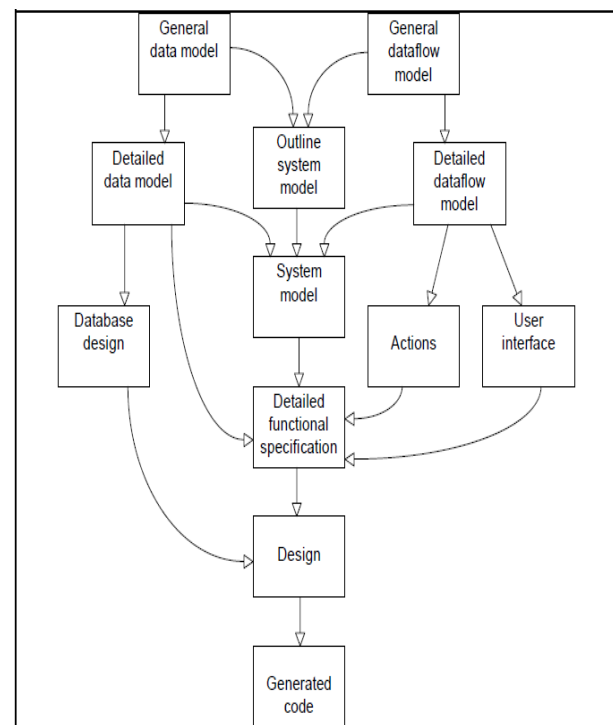 General
data model
General
dataflow
model
Outline
system
model
Detailed
data model
Detailed
dataflow
model
System
model
Database
design
Actions
User
interface
Detailed
functional
specification
Design
Generated
code